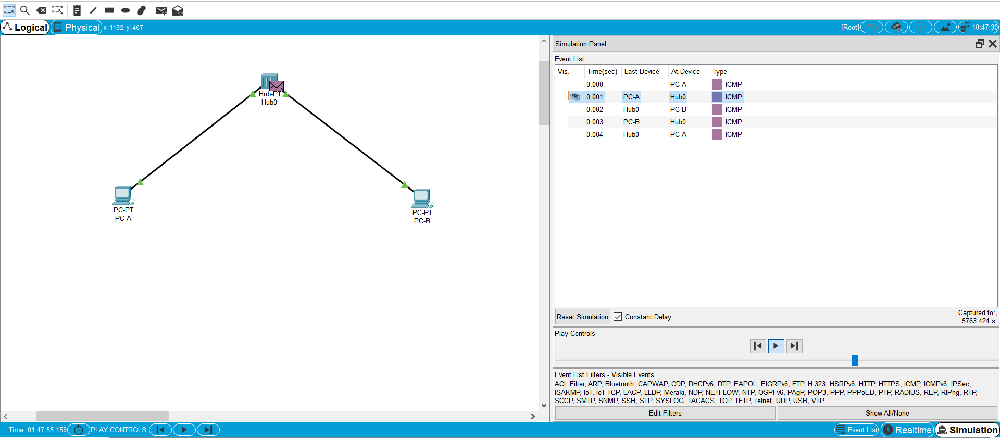 Logical Physical x: 1192, y: 467 [Root] 18:47:30
Hub-PT
Hub0
PC-PT
PC-A
PC-PT
PC-B
Simulation Panel
Event List
Vis. Time(sec) Last Device At Device Type
0.000 -- PC-A ICMP
0.001 PC-A Hub0 ICMP
0.002 Hub0 PC-B ICMP
0.003 PC-B Hub0 ICMP
0.004 Hub0 PC-A ICMP
Reset Simulation Constant Delay
Captured to:
5763.424 s
Play Controls
Event List Filters - Visible Events
ACL Filter, ARP, Bluetooth, CAPWAP, CDP, DHCPv6, DTP, EAPOL, EIGRPv6, FTP, H.323, HSRPv6, HTTP, HTTPS, ICMP, ICMPv6, IPSec,
ISAKMP, IoT, IoT TCP, LACP, LLDP, Meraki, NDP, NETFLOW, NTP, OSPFv6, PAgP, POP3, PPP, PPPoED, PTP, RADIUS, REP, RIPng, RTP,
SCCP, SMTP, SNMP, SSH, STP, SYSLOG, TACACS, TCP, TFTP, Telnet, UDP, USB, VTP
Edit Filters Show All/None
Time: 01:47:55.158 PLAY CONTROLS: Event List Realtime Simulation